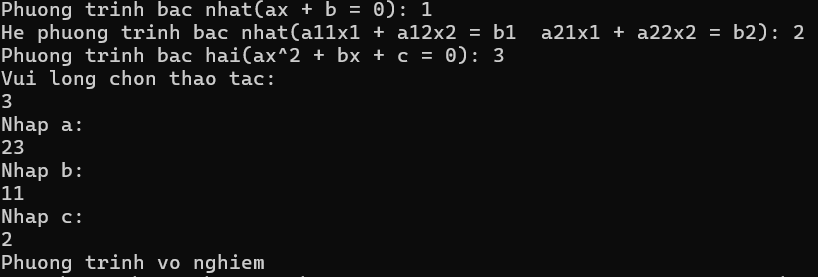 Phuong trinh bac nhat(ax + b = 0): 1
He phuong trinh bac nhat(a11x1 + a12x2 = b1  a21x1 + a22x2 = b2): 2
Phuong trinh bac hai(ax^2 + bx + c = 0): 3
Vui long chon thao tac:
3
Nhap a:
23
Nhap b:
11
Nhap c:
2
Phuong trinh vo nghiem